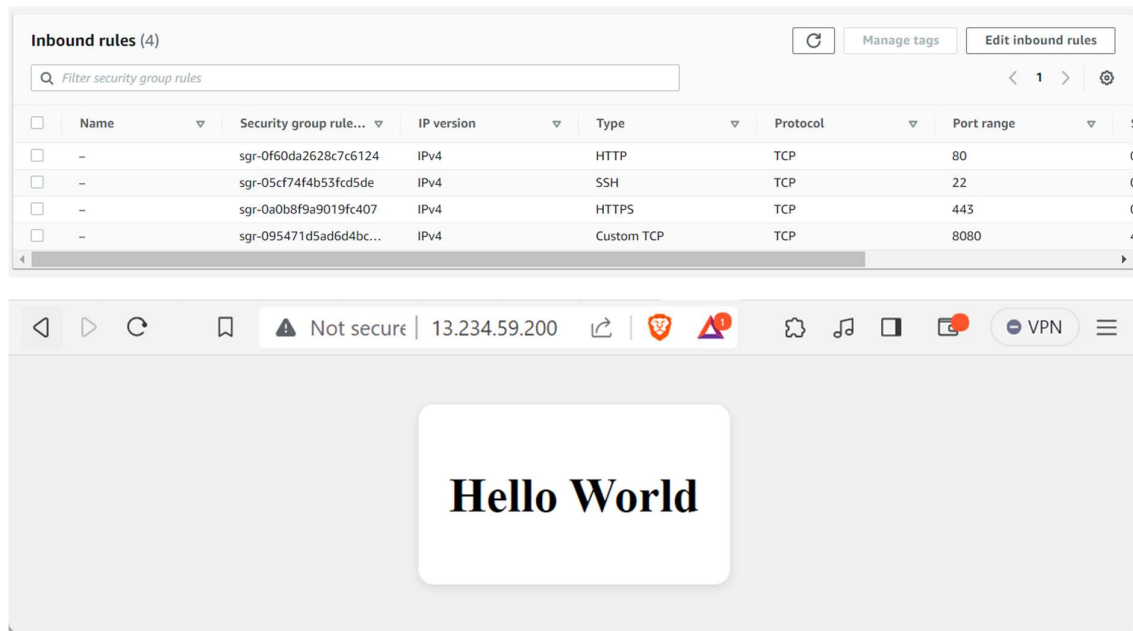 Inbound rules (4)
Manage tags
Edit inbound rules
Filter security group rules
1
Name Security group rule... IP version Type Protocol Port range
– sgr-0f60da2628c7c6124 IPv4 HTTP TCP 80
– sgr-05cf74f4b53fcd5de IPv4 SSH TCP 22
– sgr-0a0b8f9a9019fc407 IPv4 HTTPS TCP 443
– sgr-095471d5ad6d4bc... IPv4 Custom TCP TCP 8080
Not secure 13.234.59.200 1 VPN
Hello World